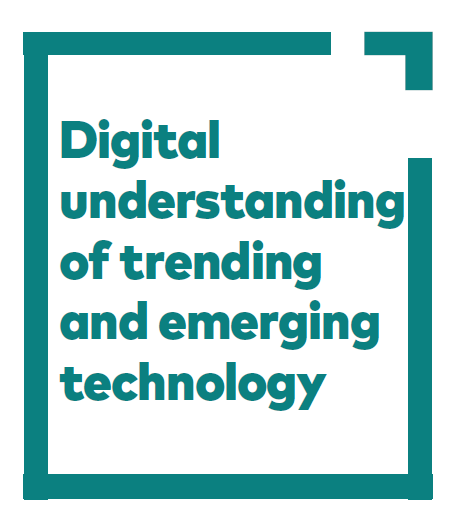 Digital
understanding
of trending
and emerging
technology